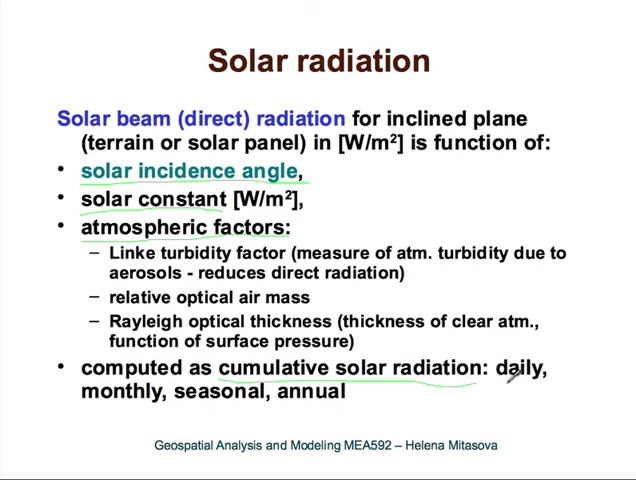 Solar radiation
Solar beam (direct) radiation for inclined plane
(terrain or solar panel) in [W/m²] is function of:
• solar incidence angle,
• solar constant [W/m²],
• atmospheric factors:
– Linke turbidity factor (measure of atm. turbidity due to
aerosols - reduces direct radiation)
– relative optical air mass
– Rayleigh optical thickness (thickness of clear atm.,
function of surface pressure)
• computed as cumulative solar radiation: daily,
monthly, seasonal, annual
Geospatial Analysis and Modeling MEA592 – Helena Mitasova